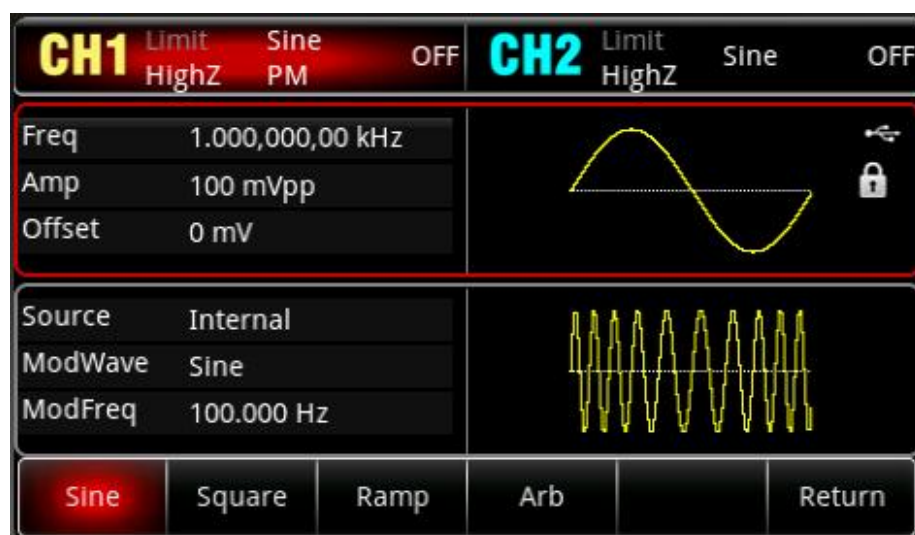 CH1 Limit Sine OFF CH2 Limit Sine OFF
HighZ PM HighZ
Freq 1.000,000,00 kHz
Amp 100 mVpp
Offset 0 mV
Source Internal
ModWave Sine
ModFreq 100.000 Hz
Sine Square Ramp Arb Return